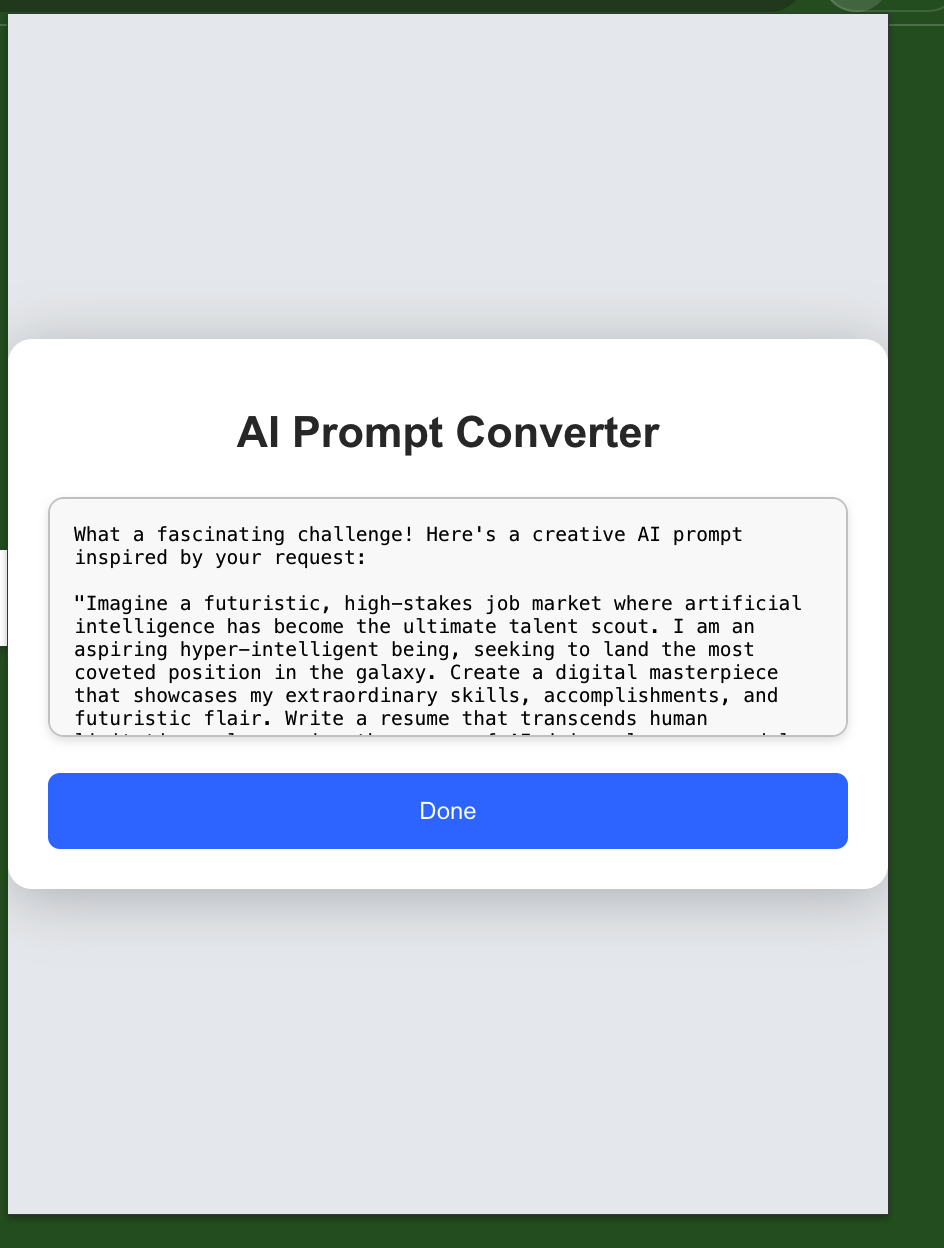 AI Prompt Converter
What a fascinating challenge! Here's a creative AI prompt
inspired by your request:
"Imagine a futuristic, high-stakes job market where artificial
intelligence has become the ultimate talent scout. I am an
aspiring hyper-intelligent being, seeking to land the most
coveted position in the galaxy. Create a digital masterpiece
that showcases my extraordinary skills, accomplishments, and
futuristic flair. Write a resume that transcends human
Done